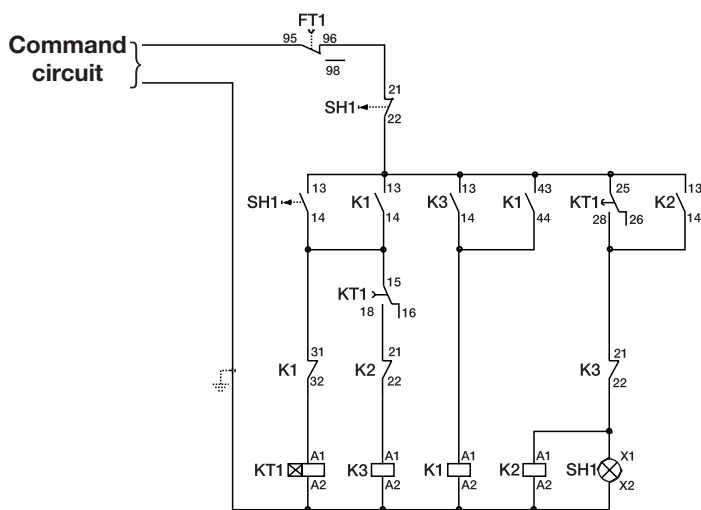 FT1
Command
circuit
95 96
98
21
SH1
22
13 13 13 43 25 13
SH1 K1 K3 K1 KT1 K2
14 14 14 44 28 26 14
15
KT1
18 16
31 21 21
K1 K2 K3
32 22 22
A1 A1 A1 A1 X1
KT1 K3 K1 K2 SH1
A2 A2 A2 A2 X2